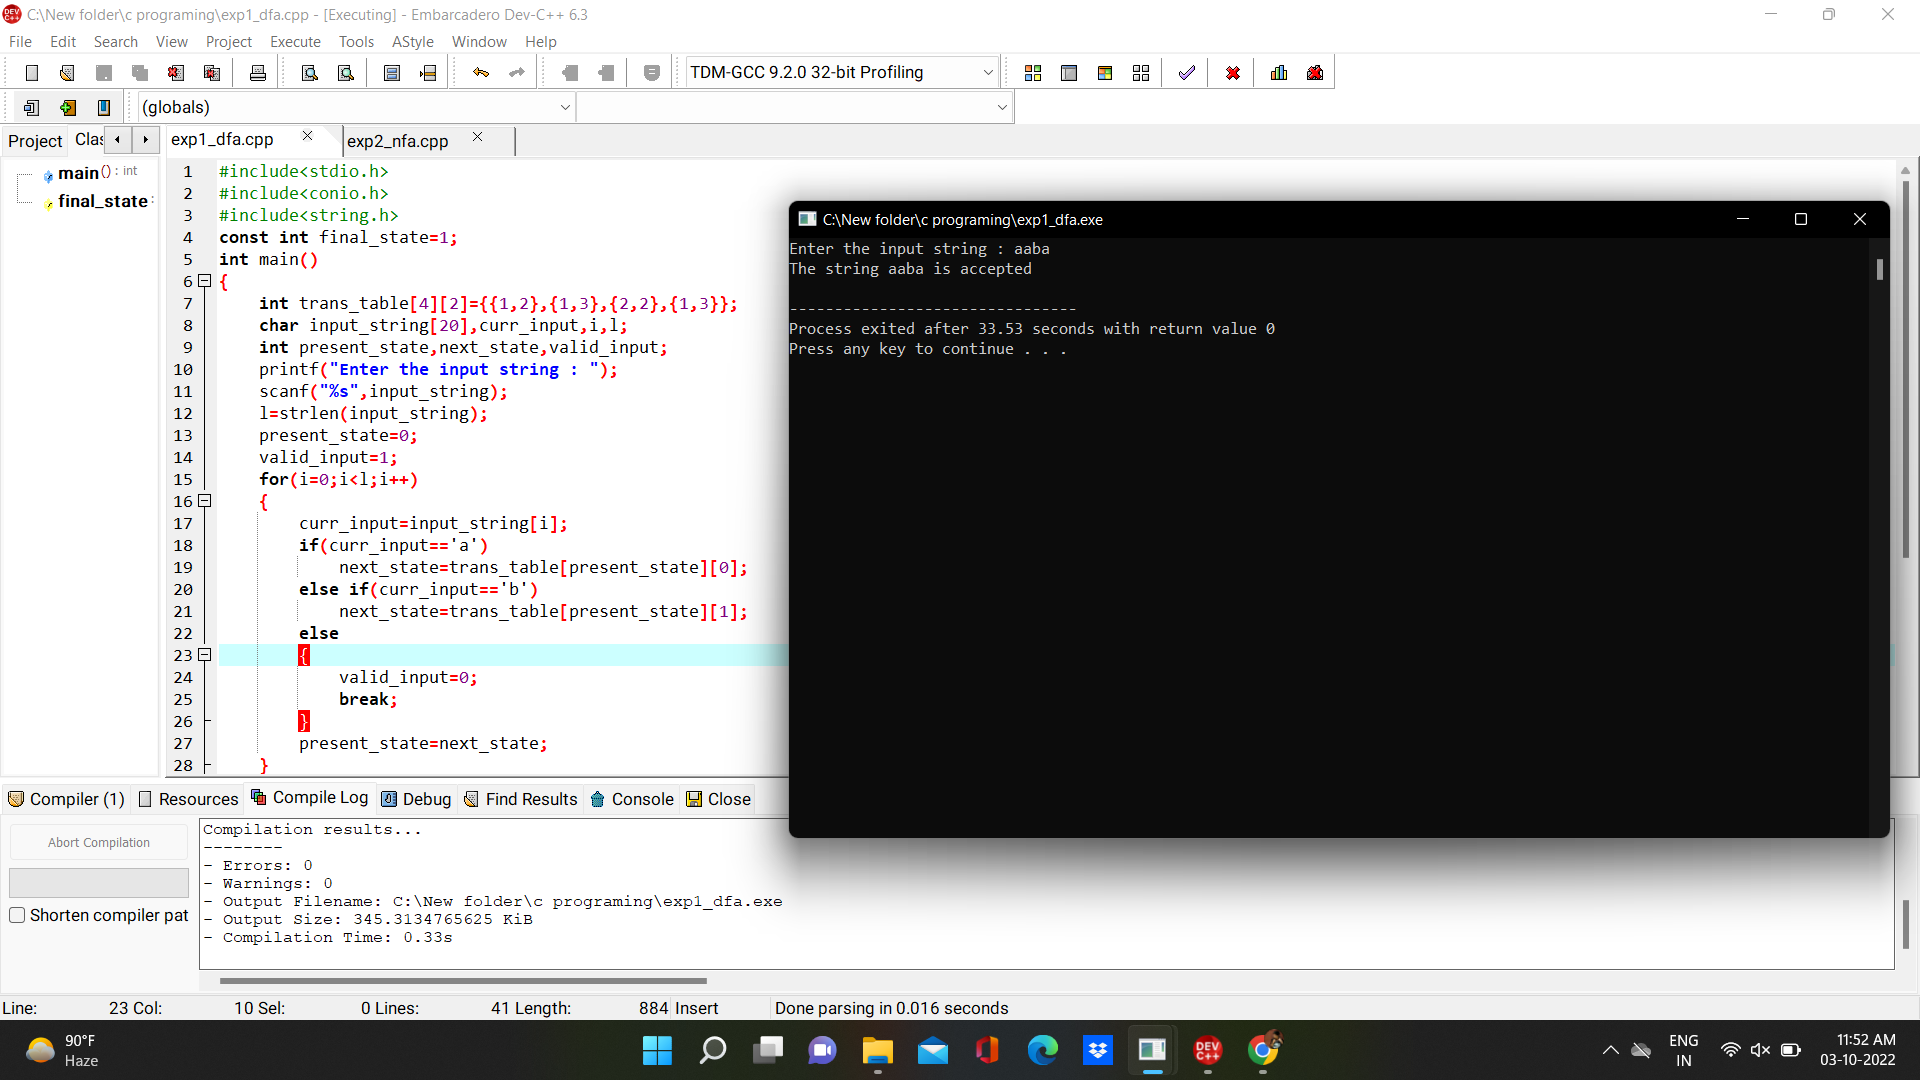 C:\New folder\c programing\exp1_dfa.cpp - [Executing] - Embarcadero Dev-C++ 6.3
File Edit Search View Project Execute Tools AStyle Window Help
TDM-GCC 9.2.0 32-bit Profiling
(globals)
Project Clas exp1_dfa.cpp exp2_nfa.cpp
main() : int
final_state :
1 #include<stdio.h>
2 #include<conio.h>
3 #include<string.h>
4 const int final_state=1;
5 int main()
6 {
7 int trans_table[4][2]={{1,2},{1,3},{2,2},{1,3}};
8 char input_string[20],curr_input,i,l;
9 int present_state,next_state,valid_input;
10 printf("Enter the input string : ");
11 scanf("%s",input_string);
12 l=strlen(input_string);
13 present_state=0;
14 valid_input=1;
15 for(i=0;i<l;i++)
16 {
17 curr_input=input_string[i];
18 if(curr_input=='a')
19 next_state=trans_table[present_state][0];
20 else if(curr_input=='b')
21 next_state=trans_table[present_state][1];
22 else
23 {
24 valid_input=0;
25 break;
26 }
27 present_state=next_state;
28 }
C:\New folder\c programing\exp1_dfa.exe
Enter the input string : aaba
The string aaba is accepted
--------------------------------
Process exited after 33.53 seconds with return value 0
Press any key to continue . . .
Compiler (1) Resources Compile Log Debug Find Results Console Close
Abort Compilation
Shorten compiler pat
Compilation results...
--------
- Errors: 0
- Warnings: 0
- Output Filename: C:\New folder\c programing\exp1_dfa.exe
- Output Size: 345.3134765625 KiB
- Compilation Time: 0.33s
Line: 23 Col: 10 Sel: 0 Lines: 41 Length: 884 Insert Done parsing in 0.016 seconds
90°F
Haze
DEV C++
ENG
IN
11:52 AM
03-10-2022